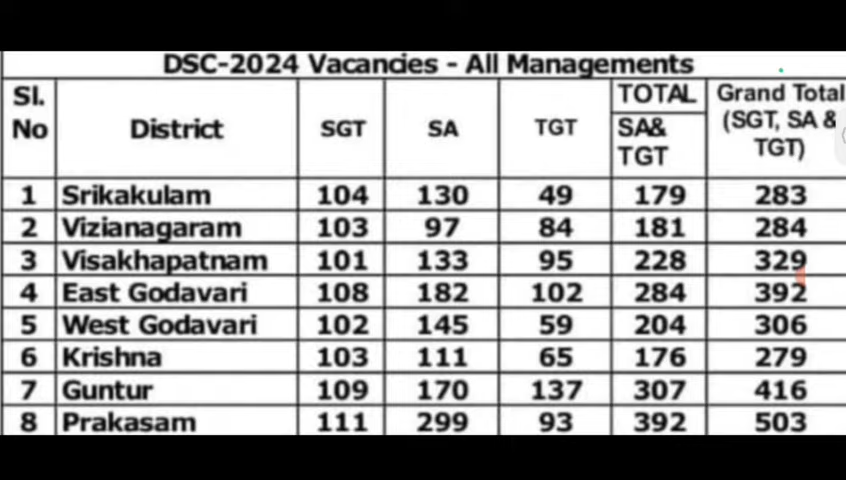 DSC-2024 Vacancies - All Managements
Sl. No District SGT SA TGT TOTAL SA& TGT Grand Total (SGT, SA & TGT)
1 Srikakulam 104 130 49 179 283
2 Vizianagaram 103 97 84 181 284
3 Visakhapatnam 101 133 95 228 329
4 East Godavari 108 182 102 284 392
5 West Godavari 102 145 59 204 306
6 Krishna 103 111 65 176 279
7 Guntur 109 170 137 307 416
8 Prakasam 111 299 93 392 503